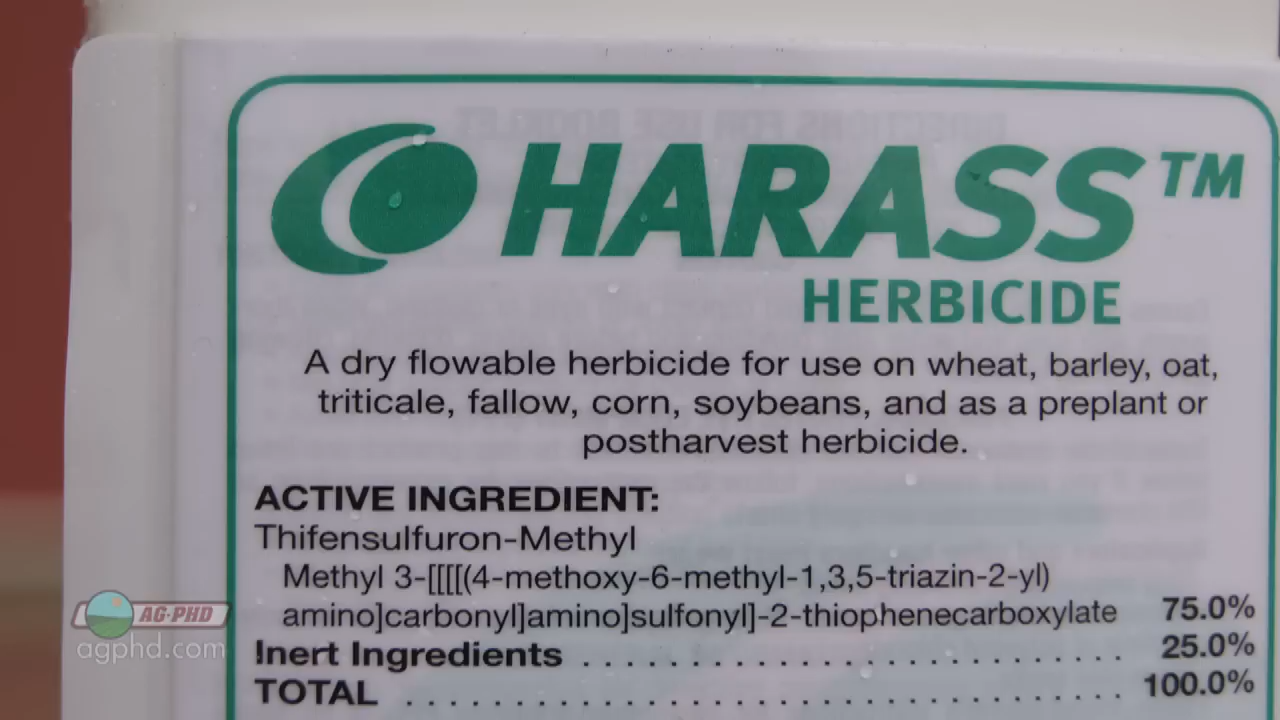 HARASS™
HERBICIDE
A dry flowable herbicide for use on wheat, barley, oat,
triticale, fallow, corn, soybeans, and as a preplant or
postharvest herbicide.
ACTIVE INGREDIENT:
Thifensulfuron-Methyl
Methyl 3-[[[[(4-methoxy-6-methyl-1,3,5-triazin-2-yl)
amino]carbonyl]amino]sulfonyl]-2-thiophenecarboxylate 75.0%
Inert Ingredients . . . . . . . . . . . . . . . . . . . . . . . . . . . . . . . 25.0%
TOTAL . . . . . . . . . . . . . . . . . . . . . . . . . . . . . . . . . . . . . . . . 100.0%
AG·PHD
agphd.com